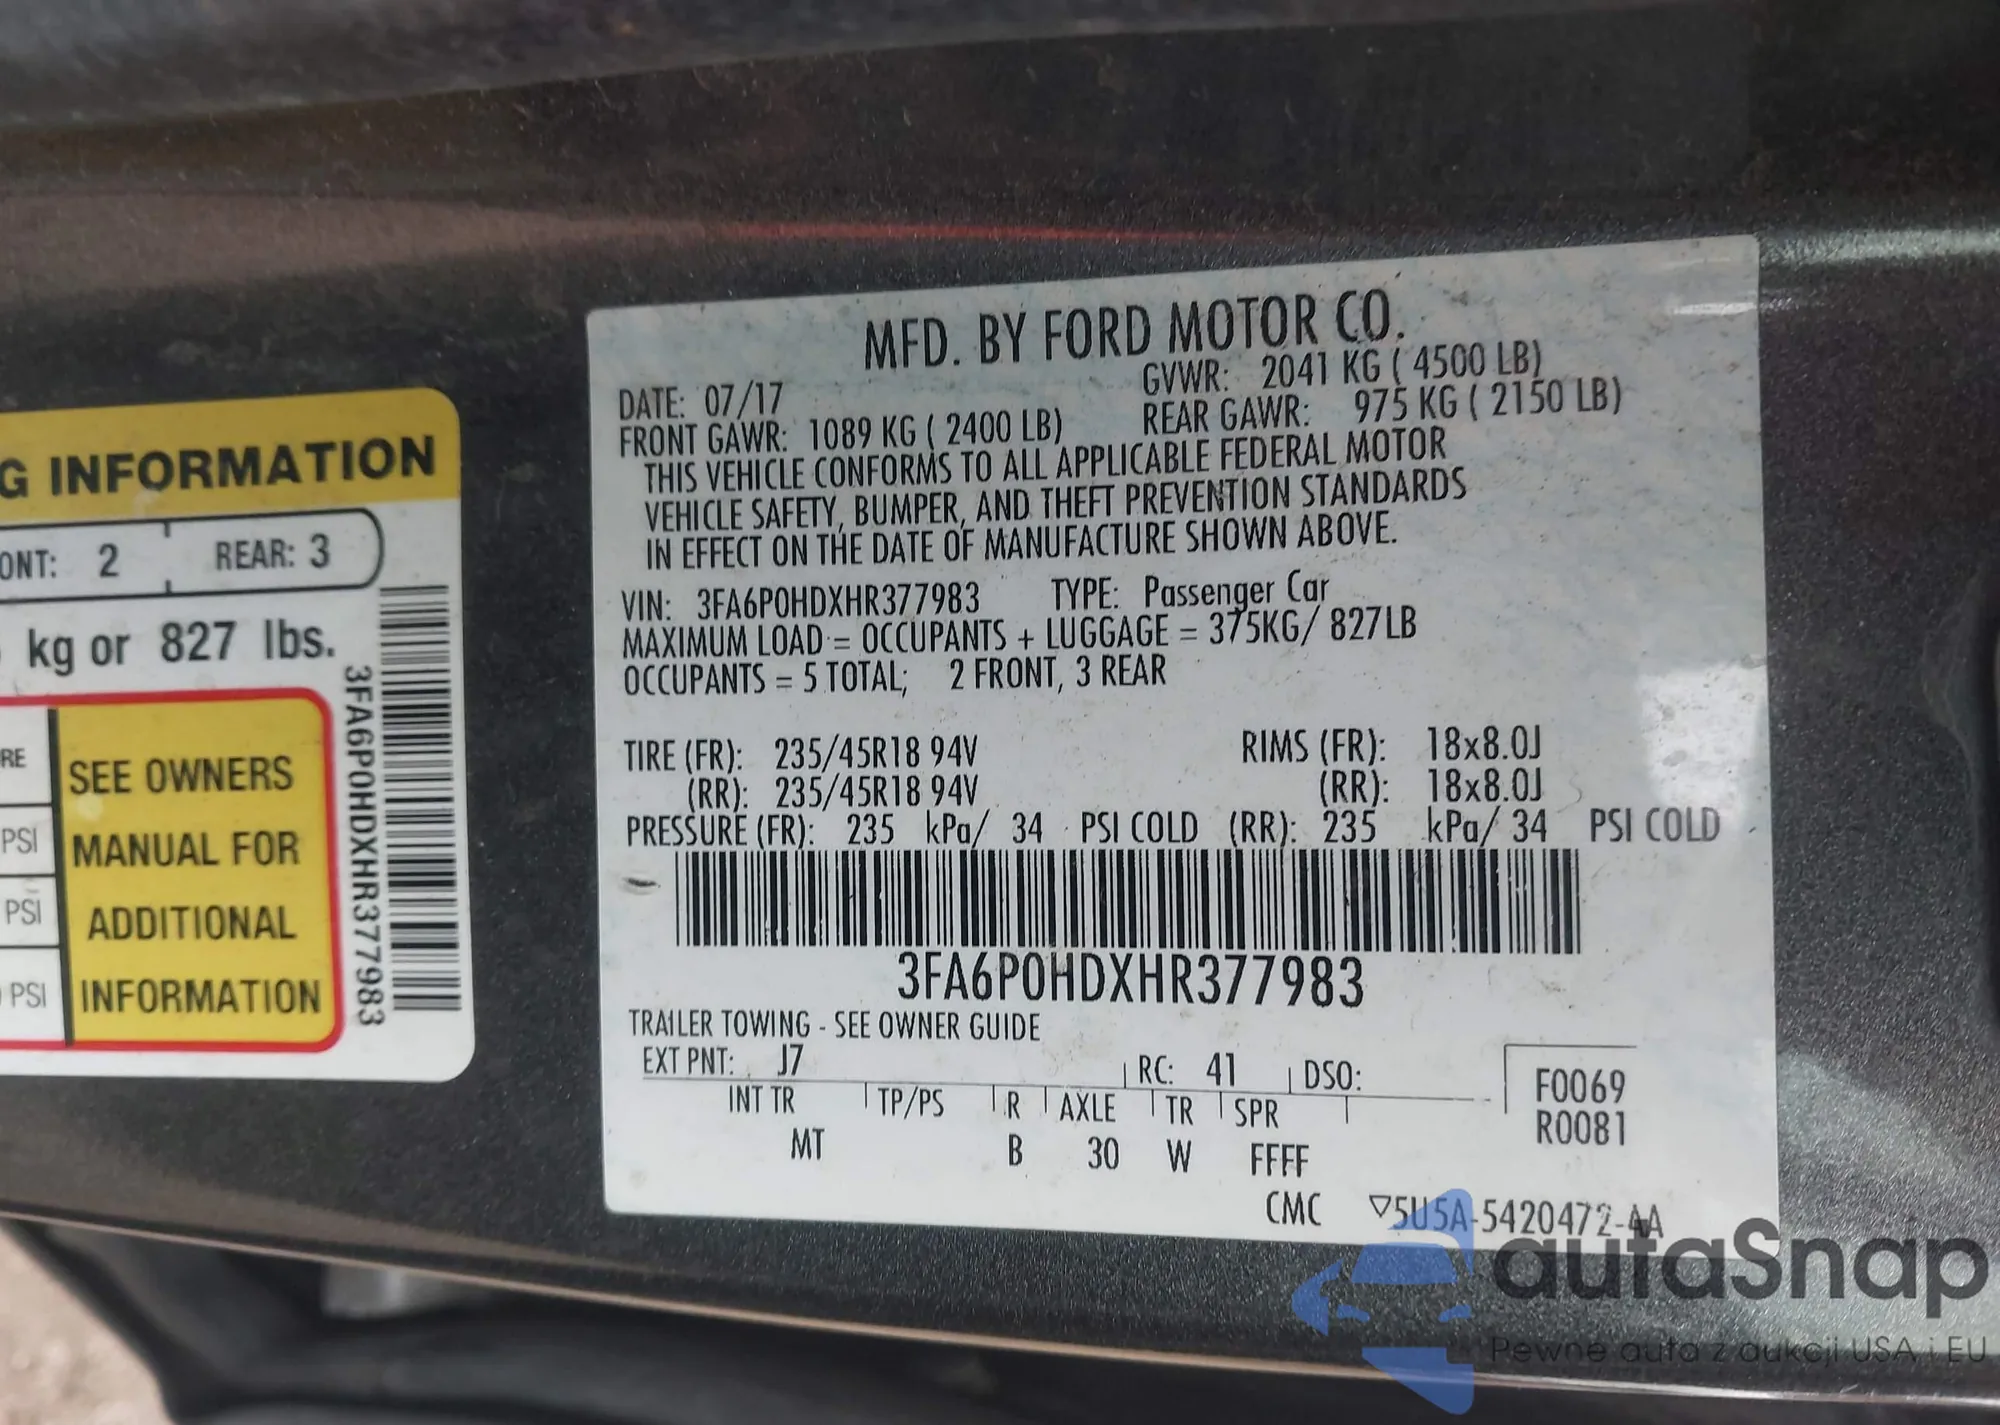 G INFORMATION
ONT: 2 REAR: 3
kg or 827 lbs.
RE
PSI
PSI
PSI
SEE OWNERS
MANUAL FOR
ADDITIONAL
INFORMATION
3FA6P0HDXHR377983
MFD. BY FORD MOTOR CO.
DATE: 07/17 GVWR: 2041 KG ( 4500 LB)
FRONT GAWR: 1089 KG ( 2400 LB) REAR GAWR: 975 KG ( 2150 LB)
THIS VEHICLE CONFORMS TO ALL APPLICABLE FEDERAL MOTOR
VEHICLE SAFETY, BUMPER, AND THEFT PREVENTION STANDARDS
IN EFFECT ON THE DATE OF MANUFACTURE SHOWN ABOVE.
VIN: 3FA6P0HDXHR377983 TYPE: Passenger Car
MAXIMUM LOAD = OCCUPANTS + LUGGAGE = 375KG/ 827LB
OCCUPANTS = 5 TOTAL; 2 FRONT, 3 REAR
TIRE (FR): 235/45R18 94V RIMS (FR): 18x8.0J
(RR): 235/45R18 94V (RR): 18x8.0J
PRESSURE (FR): 235 kPa/ 34 PSI COLD (RR): 235 kPa/ 34 PSI COLD
3FA6P0HDXHR377983
TRAILER TOWING - SEE OWNER GUIDE
EXT PNT: J7 RC: 41 DSO:
INT TR TP/PS R AXLE TR SPR
MT B 30 W FFFF
F0069
R0081
CMC ▽5U5A-5420472-AA
autaSnap
Pewne auta z aukcji USA i EU